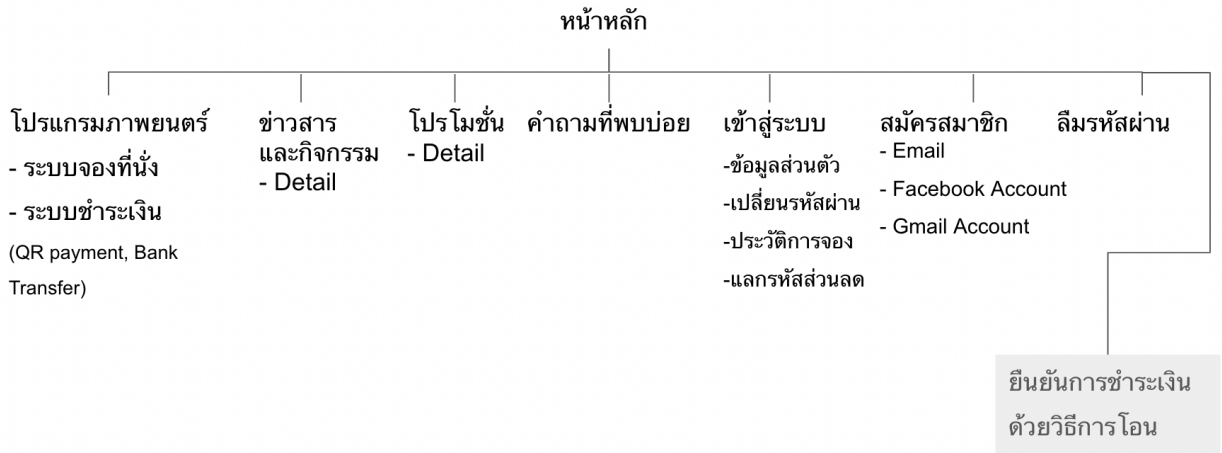 หน้าหลัก
โปรแกรมภาพยนตร์
- ระบบจองที่นั่ง
- ระบบชำระเงิน
(QR payment, Bank
Transfer)
ข่าวสาร
และกิจกรรม
- Detail
โปรโมชั่น
- Detail
คำถามที่พบบ่อย
เข้าสู่ระบบ
-ข้อมูลส่วนตัว
-เปลี่ยนรหัสผ่าน
-ประวัติการจอง
-แลกรหัสส่วนลด
สมัครสมาชิก
- Email
- Facebook Account
- Gmail Account
ลืมรหัสผ่าน
ยืนยันการชำระเงิน
ด้วยวิธีการโอน